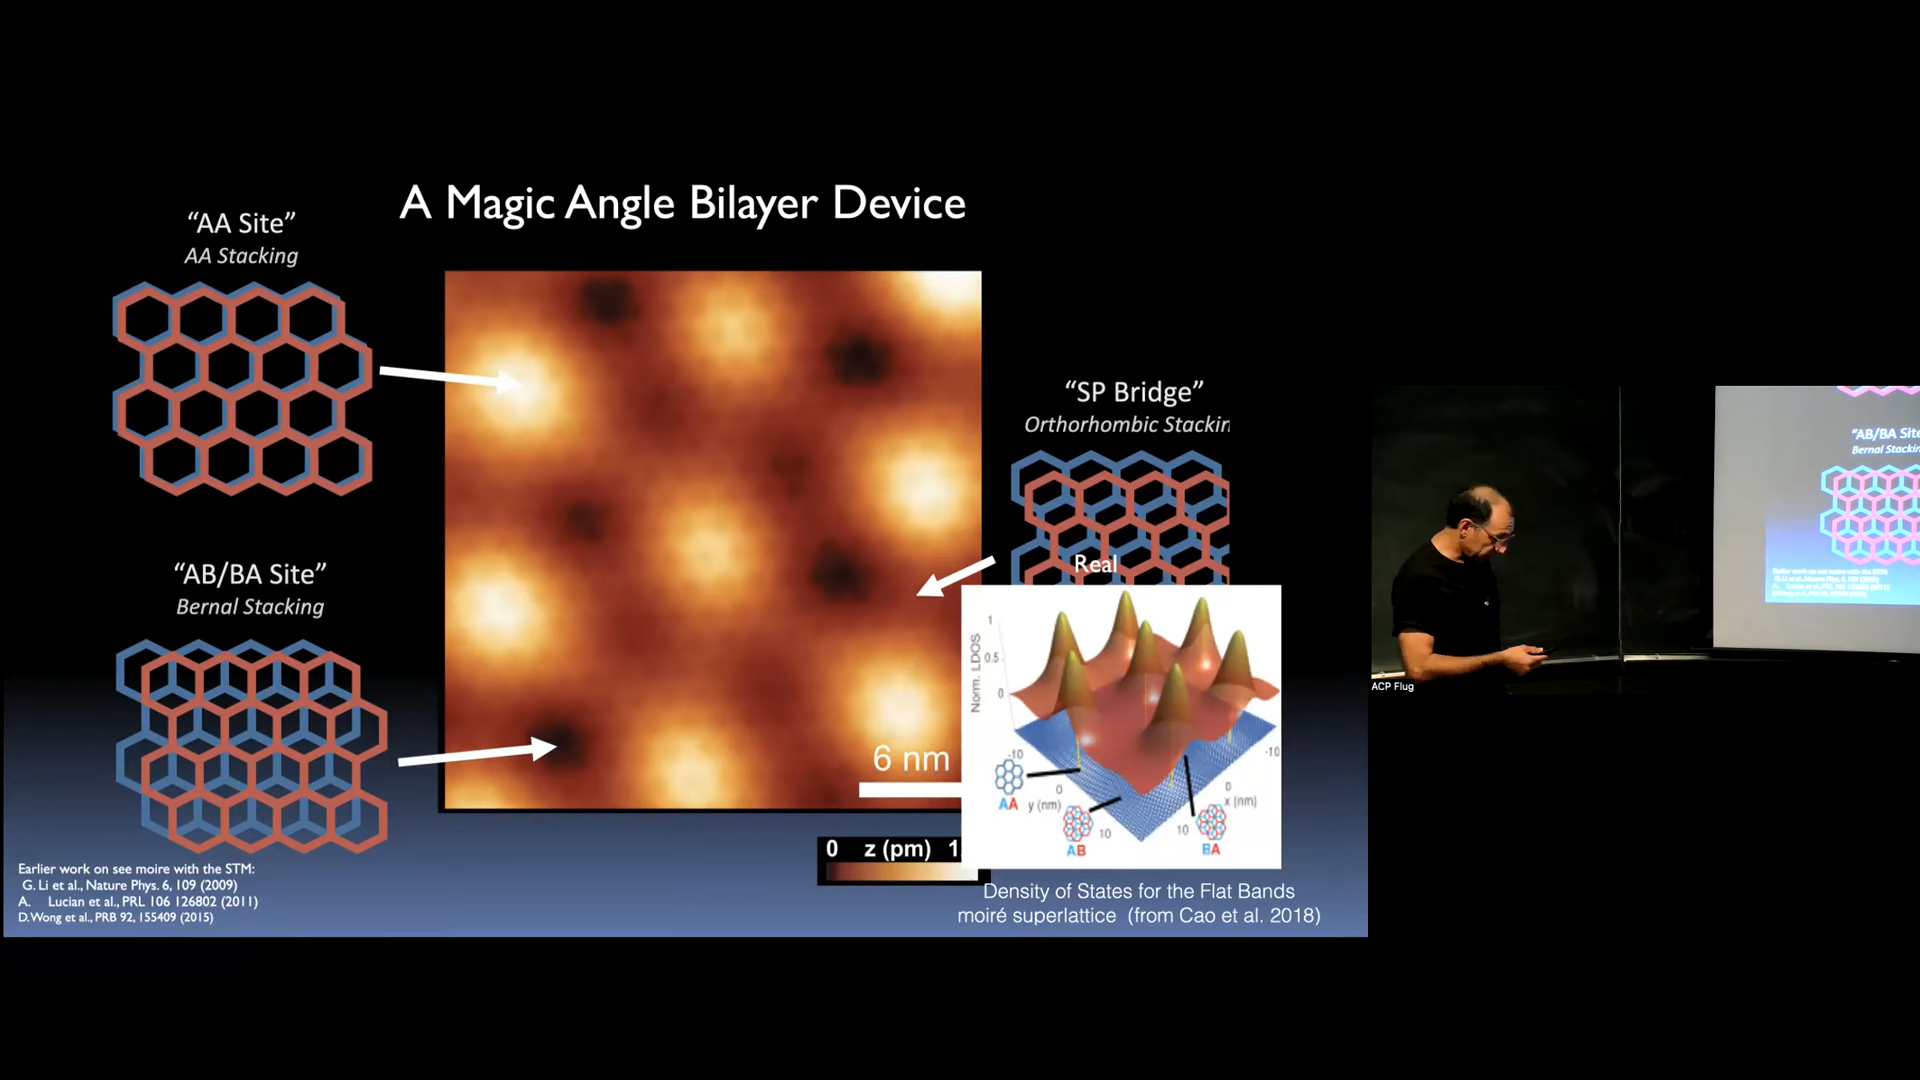 A Magic Angle Bilayer Device
“AA Site”
AA Stacking
“SP Bridge”
Orthorhombic Stackin
“AB/BA Site”
Bernal Stacking
Real
6 nm
0 z (pm) 1
Norm. LDOS
1
0.5
0
-10
0
10
y (nm)
-10
0
10
x (nm)
AA
AB
BA
Density of States for the Flat Bands
moiré superlattice (from Cao et al. 2018)
Earlier work on see moire with the STM:
G. Li et al., Nature Phys. 6, 109 (2009)
A. Lucian et al., PRL 106 126802 (2011)
D.Wong et al., PRB 92, 155409 (2015)
ACP Flug
“AB/BA Site
Bernal Stackin